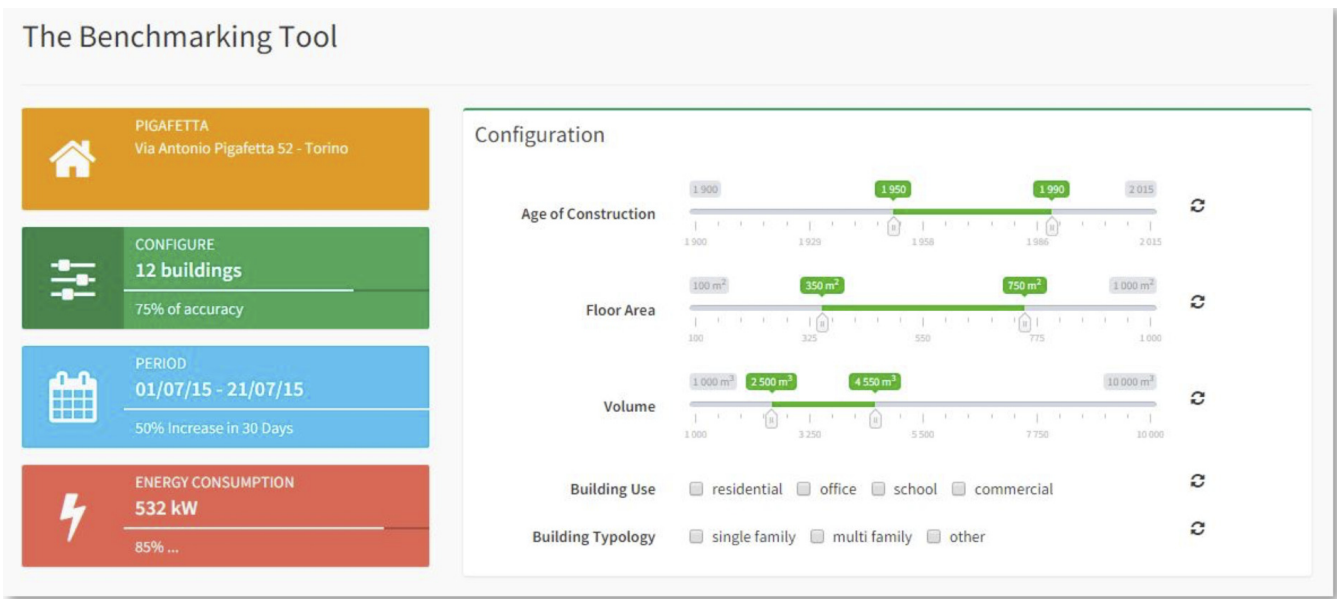 The Benchmarking Tool
PIGAFETTA
Via Antonio Pigafetta 52 - Torino
CONFIGURE
12 buildings
75% of accuracy
PERIOD
01/07/15 - 21/07/15
50% Increase in 30 Days
ENERGY CONSUMPTION
532 kW
85% ...
Configuration
1 900 1 950 1 990 2 015
Age of Construction
1 900 1 929 1 958 1 986 2 015
100 m² 350 m² 750 m² 1 000 m²
Floor Area
100 325 550 775 1 000
1 000 m³ 2 500 m³ 4 550 m³ 10 000 m³
Volume
1 000 3 250 5 500 7 750 10 000
Building Use residential office school commercial
Building Typology single family multi family other